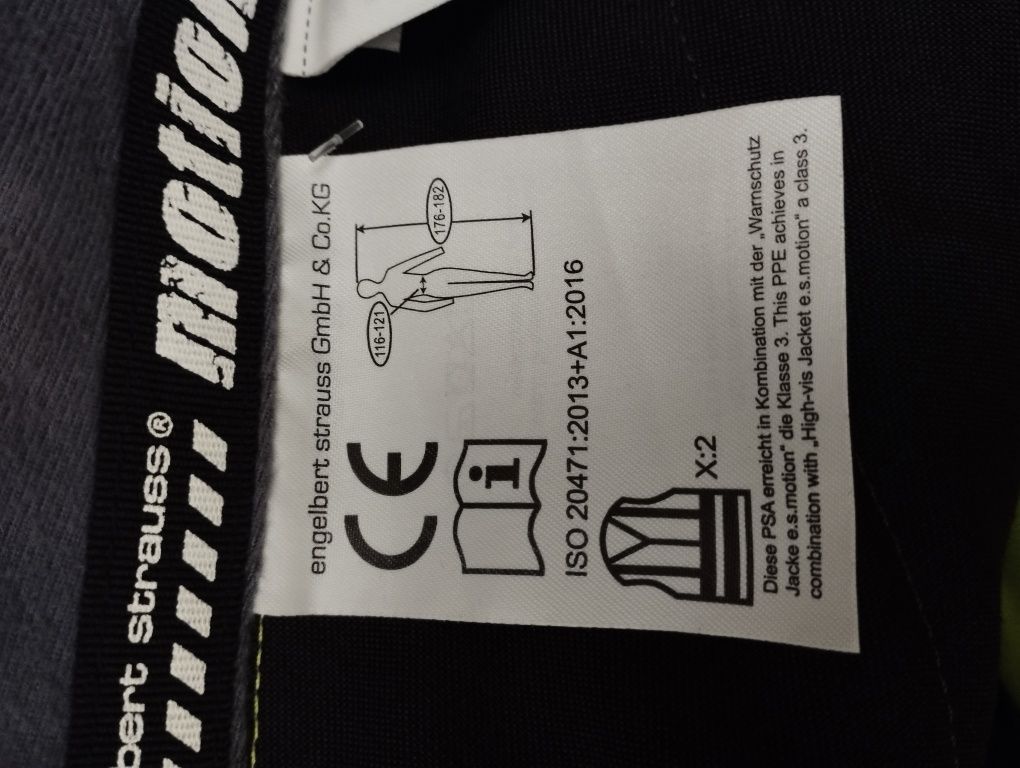 engelbert strauss®
motion
engelbert strauss GmbH & Co.KG
CE
116-121
176-182
i
ISO 20471:2013+A1:2016
X:2
Diese PSA erreicht in Kombination mit der „Warnschutz
Jacke e.s.motion“ die Klasse 3. This PPE achieves in
combination with „High-vis Jacket e.s.motion“ a class 3.